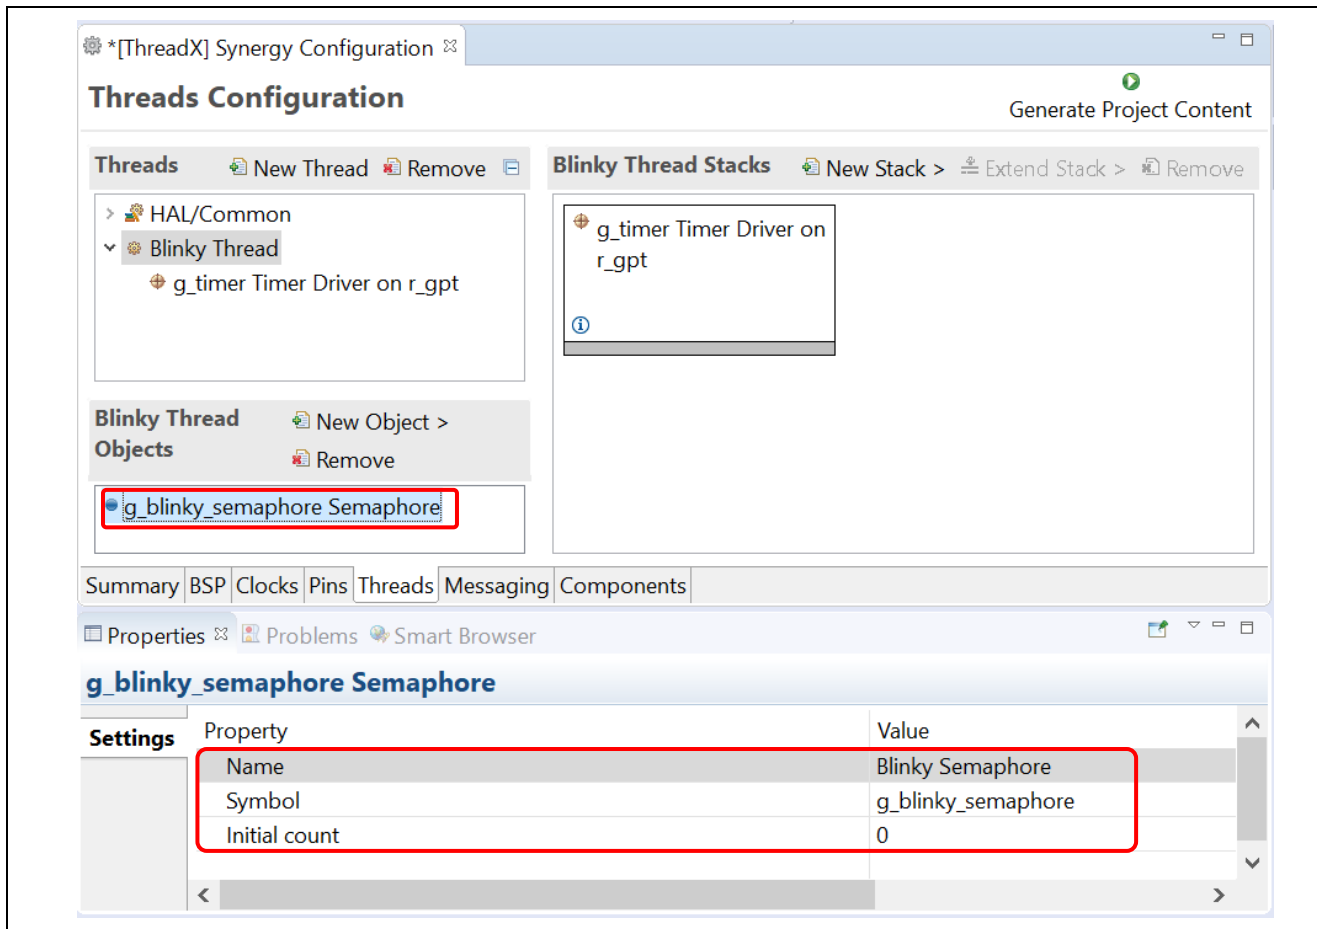 *[ThreadX] Synergy Configuration
Threads Configuration
Generate Project Content
Threads New Thread Remove
HAL/Common
Blinky Thread
g_timer Timer Driver on r_gpt
Blinky Thread Stacks New Stack > Extend Stack > Remove
g_timer Timer Driver on
r_gpt
Blinky Thread
Objects
New Object >
Remove
g_blinky_semaphore Semaphore
Summary BSP Clocks Pins Threads Messaging Components
Properties Problems Smart Browser
g_blinky_semaphore Semaphore
Settings
Property Value
Name Blinky Semaphore
Symbol g_blinky_semaphore
Initial count 0